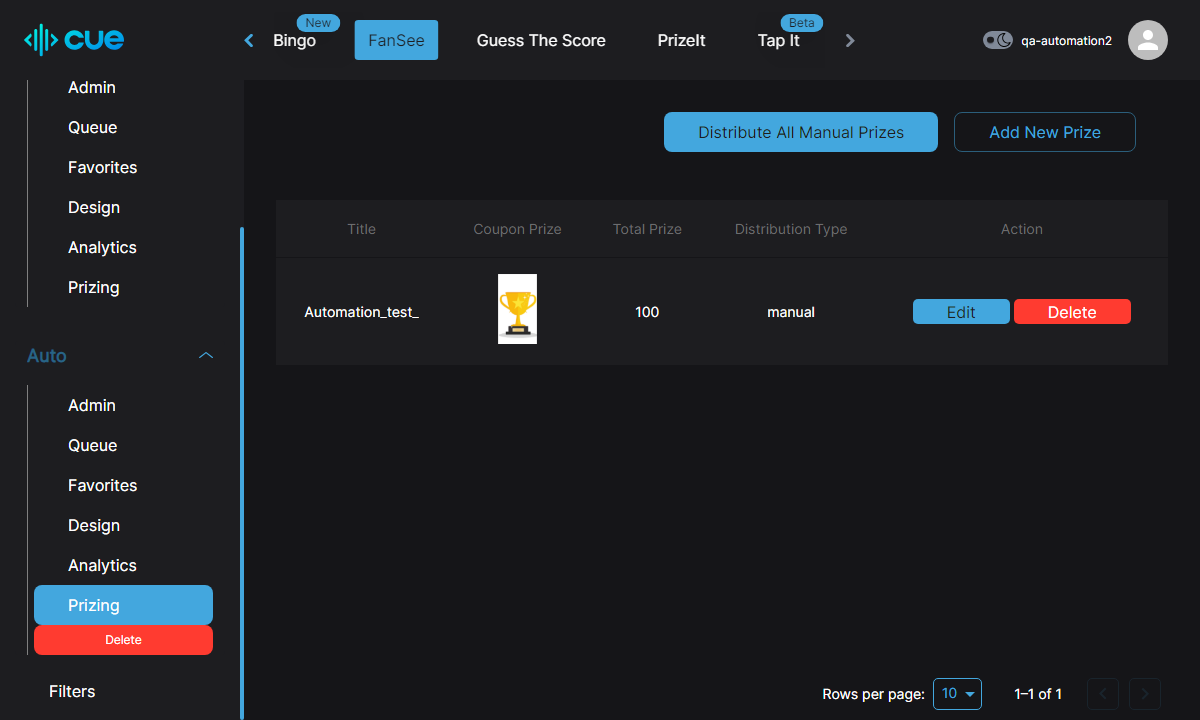 cue
New
Bingo
FanSee
Guess The Score
PrizeIt
Beta
Tap It
qa-automation2
Admin
Queue
Favorites
Design
Analytics
Prizing
Auto
Admin
Queue
Favorites
Design
Analytics
Prizing
Delete
Filters
Distribute All Manual Prizes
Add New Prize
Title Coupon Prize Total Prize Distribution Type Action
Automation_test_ 100 manual Edit Delete
Rows per page: 10 1–1 of 1